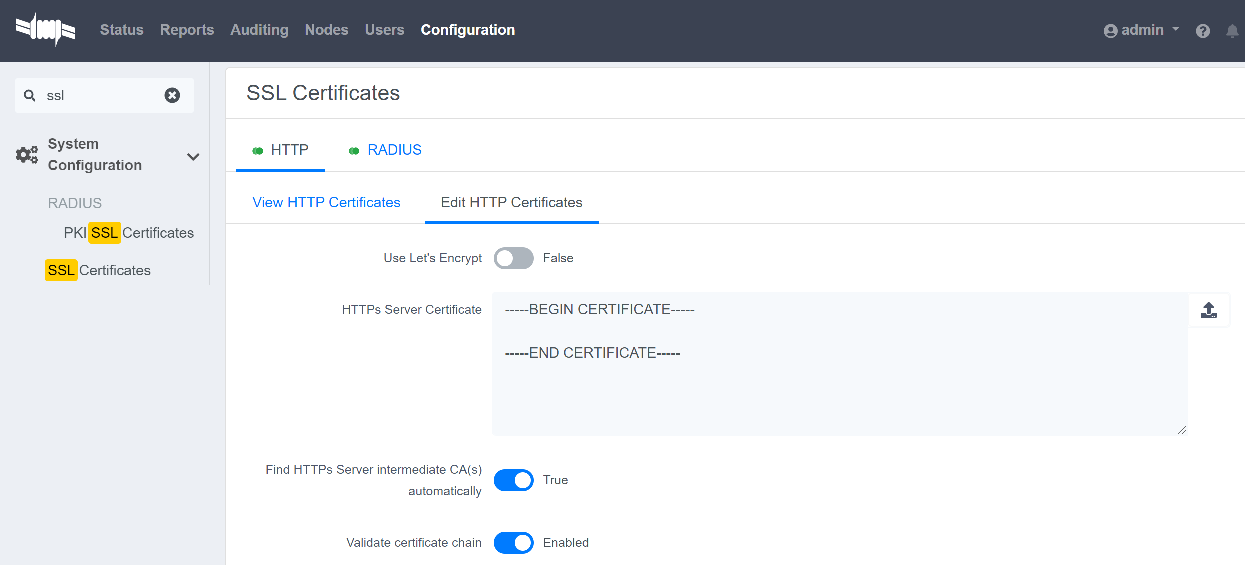 Status Reports Auditing Nodes Users Configuration admin
ssl
System
Configuration
RADIUS
PKI SSL Certificates
SSL Certificates
SSL Certificates
HTTP RADIUS
View HTTP Certificates Edit HTTP Certificates
Use Let's Encrypt False
HTTPs Server Certificate -----BEGIN CERTIFICATE-----
-----END CERTIFICATE-----
Find HTTPs Server intermediate CA(s)
automatically True
Validate certificate chain Enabled